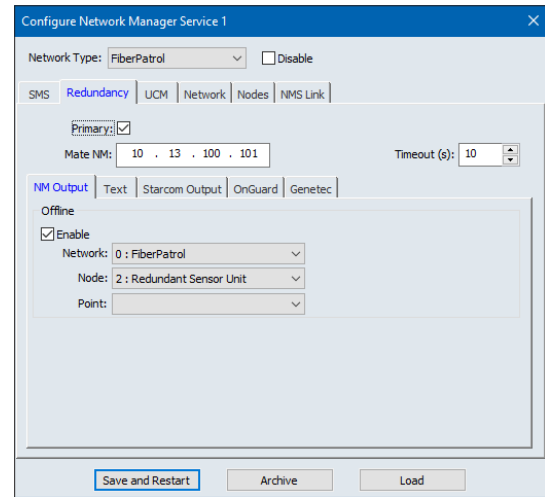 Configure Network Manager Service 1
Network Type: FiberPatrol Disable
SMS Redundancy UCM Network Nodes NMS Link
Primary:
Mate NM: 10 . 13 . 100 . 101 Timeout (s): 10
NM Output Text Starcom Output OnGuard Genetec
Offline
Enable
Network: 0 : FiberPatrol
Node: 2 : Redundant Sensor Unit
Point:
Save and Restart Archive Load